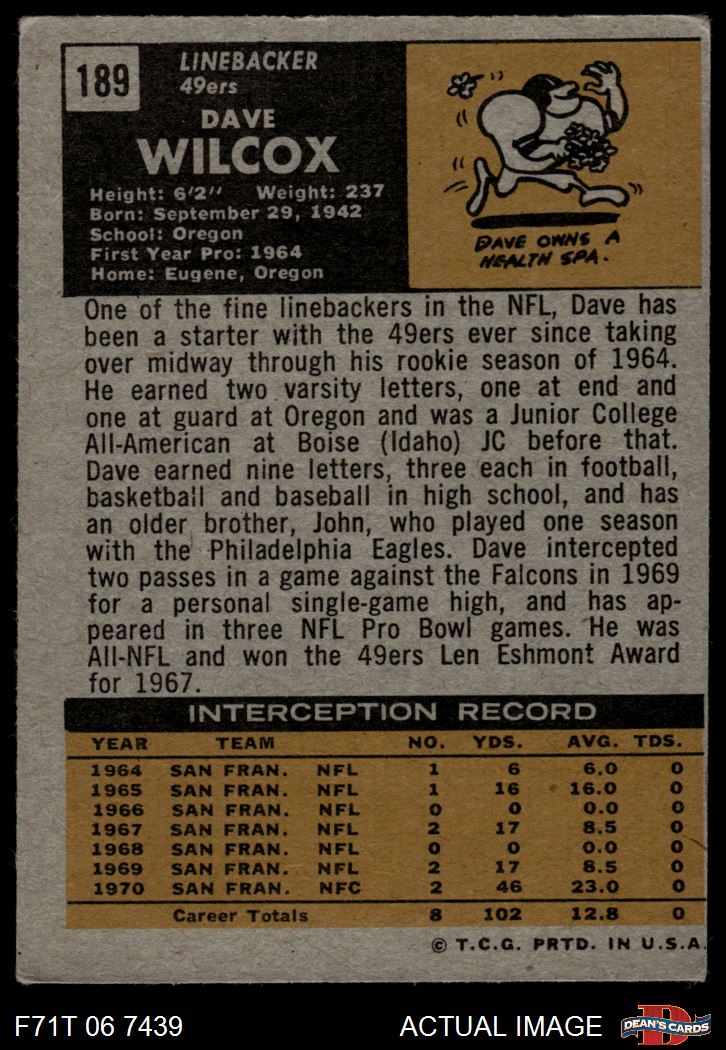 189
LINEBACKER
49ers
DAVE
WILCOX
Height: 6'2" Weight: 237
Born: September 29, 1942
School: Oregon
First Year Pro: 1964
Home: Eugene, Oregon
DAVE OWNS A
HEALTH SPA.
One of the fine linebackers in the NFL, Dave has
been a starter with the 49ers ever since taking
over midway through his rookie season of 1964.
He earned two varsity letters, one at end and
one at guard at Oregon and was a Junior College
All-American at Boise (Idaho) JC before that.
Dave earned nine letters, three each in football,
basketball and baseball in high school, and has
an older brother, John, who played one season
with the Philadelphia Eagles. Dave intercepted
two passes in a game against the Falcons in 1969
for a personal single-game high, and has ap-
peared in three NFL Pro Bowl games. He was
All-NFL and won the 49ers Len Eshmont Award
for 1967.
INTERCEPTION RECORD
YEAR TEAM NO. YDS. AVG. TDS.
1964 SAN FRAN. NFL 1 6 6.0 0
1965 SAN FRAN. NFL 1 16 16.0 0
1966 SAN FRAN. NFL 0 0 0.0 0
1967 SAN FRAN. NFL 2 17 8.5 0
1968 SAN FRAN. NFL 0 0 0.0 0
1969 SAN FRAN. NFL 2 17 8.5 0
1970 SAN FRAN. NFC 2 46 23.0 0
Career Totals 8 102 12.8 0
© T.C.G. PRTD. IN U.S.A.
F71T 06 7439 ACTUAL IMAGE
D
DEAN'S CARDS